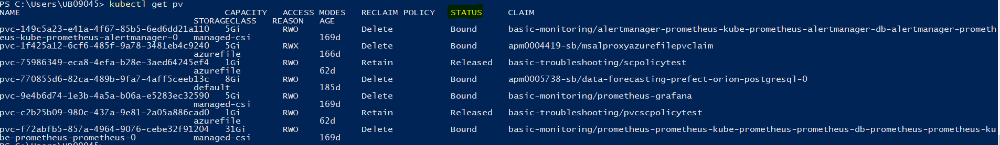 PS C:\Users\UB09045> kubectl get pv
NAME CAPACITY ACCESS MODES RECLAIM POLICY STATUS CLAIM
STORAGECLASS REASON AGE
pvc-149c5a23-e41a-4f67-85b5-6ed6dd21a110 5Gi RWO Delete Bound basic-monitoring/alertmanager-prometheus-kube-prometheus-alertmanager-db-alertmanager-prometh
eus-kube-prometheus-alertmanager-0 managed-csi 169d
pvc-1f425a12-6cf6-485f-9a78-3481eb4c9240 5Gi RWX Delete Bound apm0004419-sb/msalproxyazurefilepvclaim
azurefile 166d
pvc-75986349-eca8-4efa-b28e-3aed64245ef4 1Gi RWO Retain Released basic-troubleshooting/scpolicytest
azurefile 62d
pvc-770855d6-82ca-489b-9fa7-4aff5ceeb13c 8Gi RWO Delete Bound apm0005738-sb/data-forecasting-prefect-orion-postgresql-0
default 185d
pvc-9e4b6d74-1e3b-4a5a-b06a-e5283ec32590 5Gi RWO Delete Bound basic-monitoring/prometheus-grafana
managed-csi 169d
pvc-c2b25b09-980c-437a-9e81-2a05a886cad0 1Gi RWO Retain Released basic-troubleshooting/pvcscpolicytest
azurefile 62d
pvc-f72abfb5-857a-4964-9076-cebe32f91204 31Gi RWO Delete Bound basic-monitoring/prometheus-prometheus-kube-prometheus-prometheus-db-prometheus-prometheus-ku
be-prometheus-prometheus-0 managed-csi 169d
PS C:\Users\UB09045>